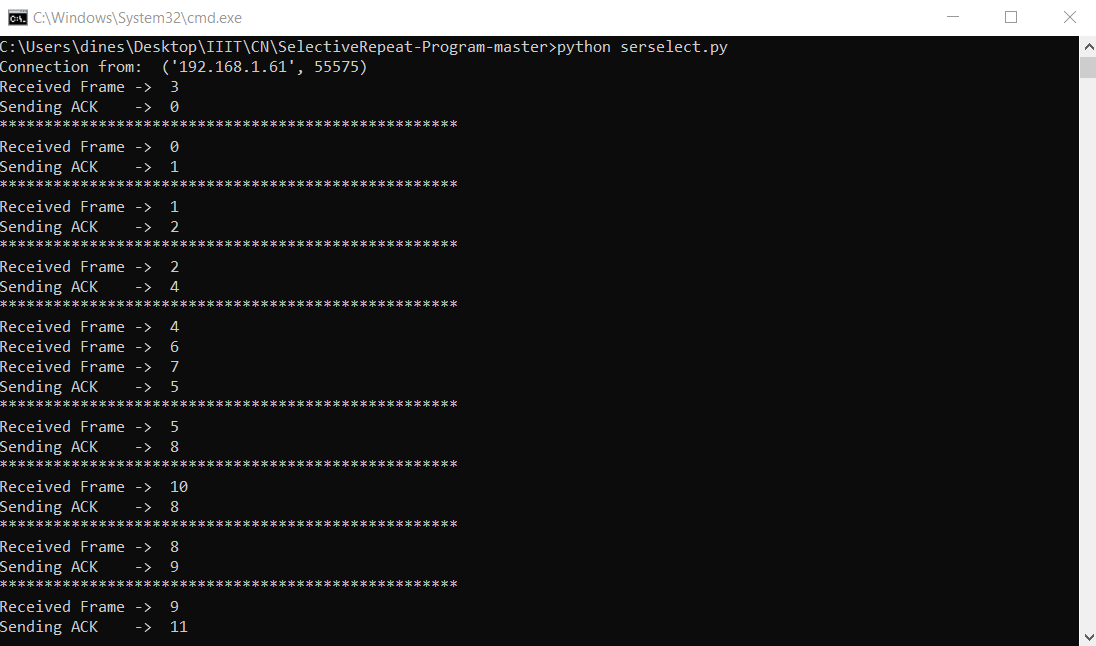 C:\Windows\System32\cmd.exe
C:\Users\dines\Desktop\IIIT\CN\SelectiveRepeat-Program-master>python serselect.py
Connection from:  ('192.168.1.61', 55575)
Received Frame ->  3
Sending ACK    ->  0
***************************************************
Received Frame ->  0
Sending ACK    ->  1
***************************************************
Received Frame ->  1
Sending ACK    ->  2
***************************************************
Received Frame ->  2
Sending ACK    ->  4
***************************************************
Received Frame ->  4
Received Frame ->  6
Received Frame ->  7
Sending ACK    ->  5
***************************************************
Received Frame ->  5
Sending ACK    ->  8
***************************************************
Received Frame ->  10
Sending ACK    ->  8
***************************************************
Received Frame ->  8
Sending ACK    ->  9
***************************************************
Received Frame ->  9
Sending ACK    ->  11